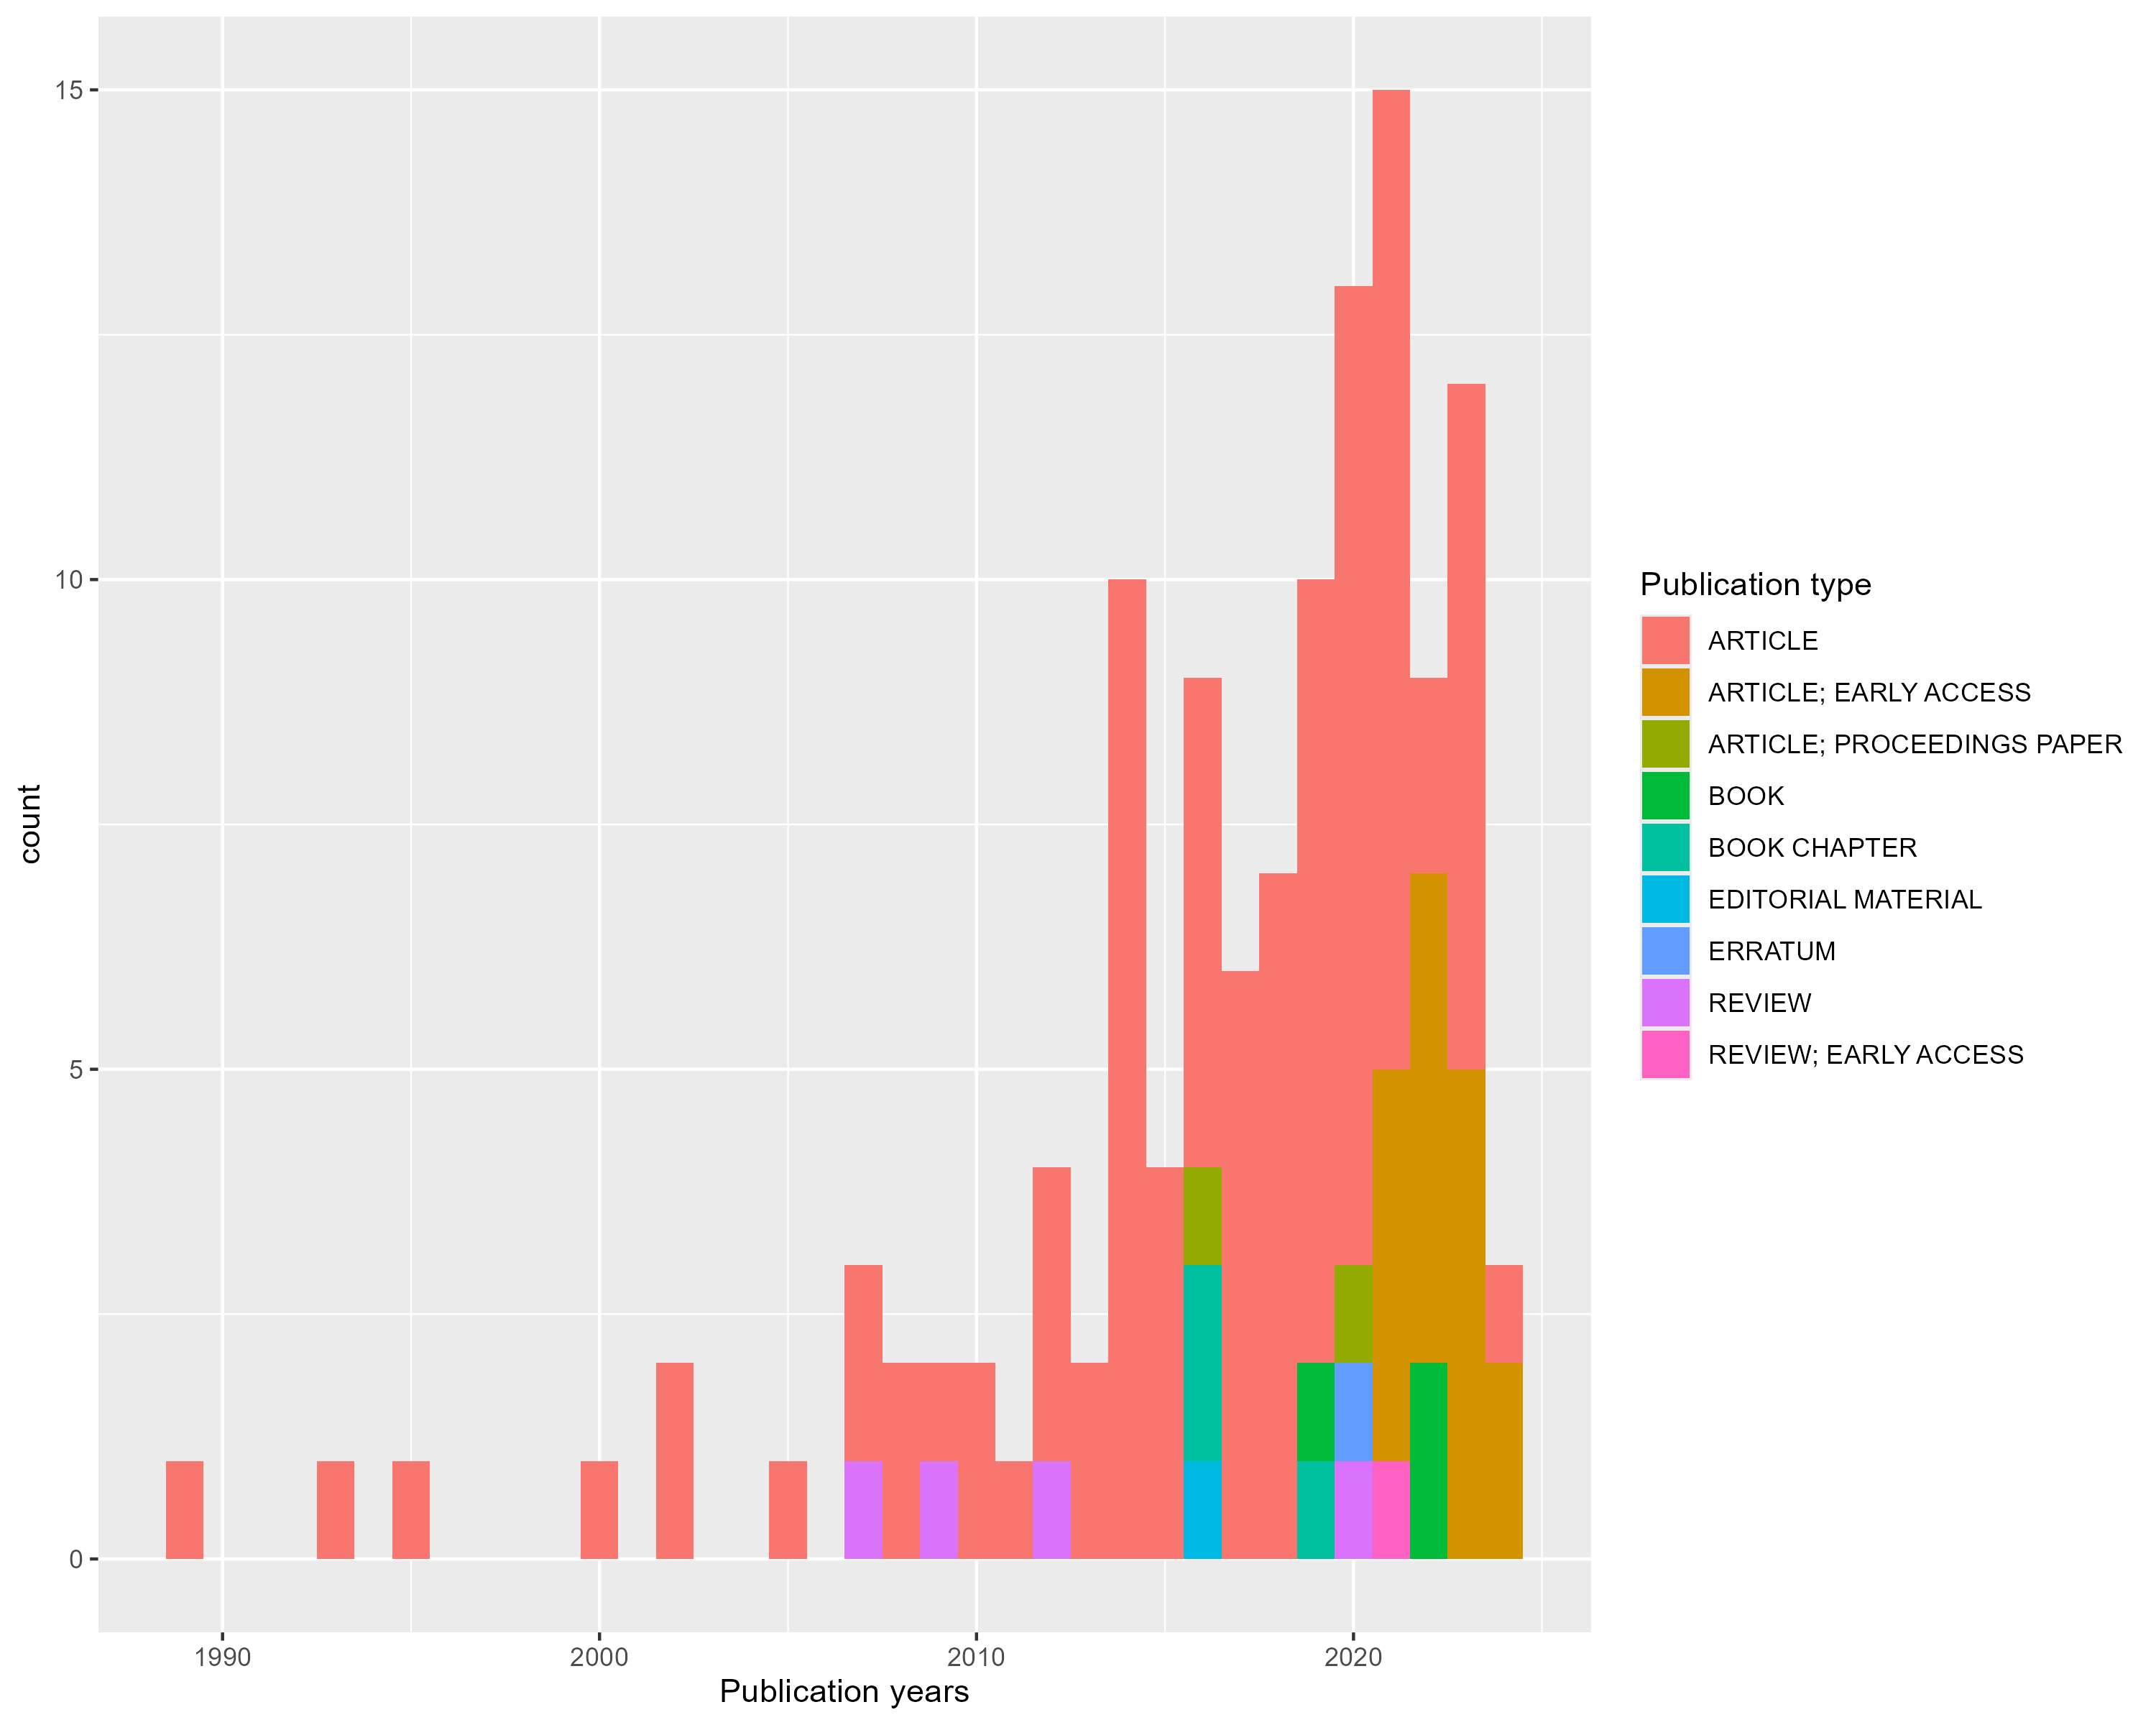 15
10
5
0
count
1990
2000
2010
2020
Publication years
Publication type
ARTICLE
ARTICLE; EARLY ACCESS
ARTICLE; PROCEEDINGS PAPER
BOOK
BOOK CHAPTER
EDITORIAL MATERIAL
ERRATUM
REVIEW
REVIEW; EARLY ACCESS